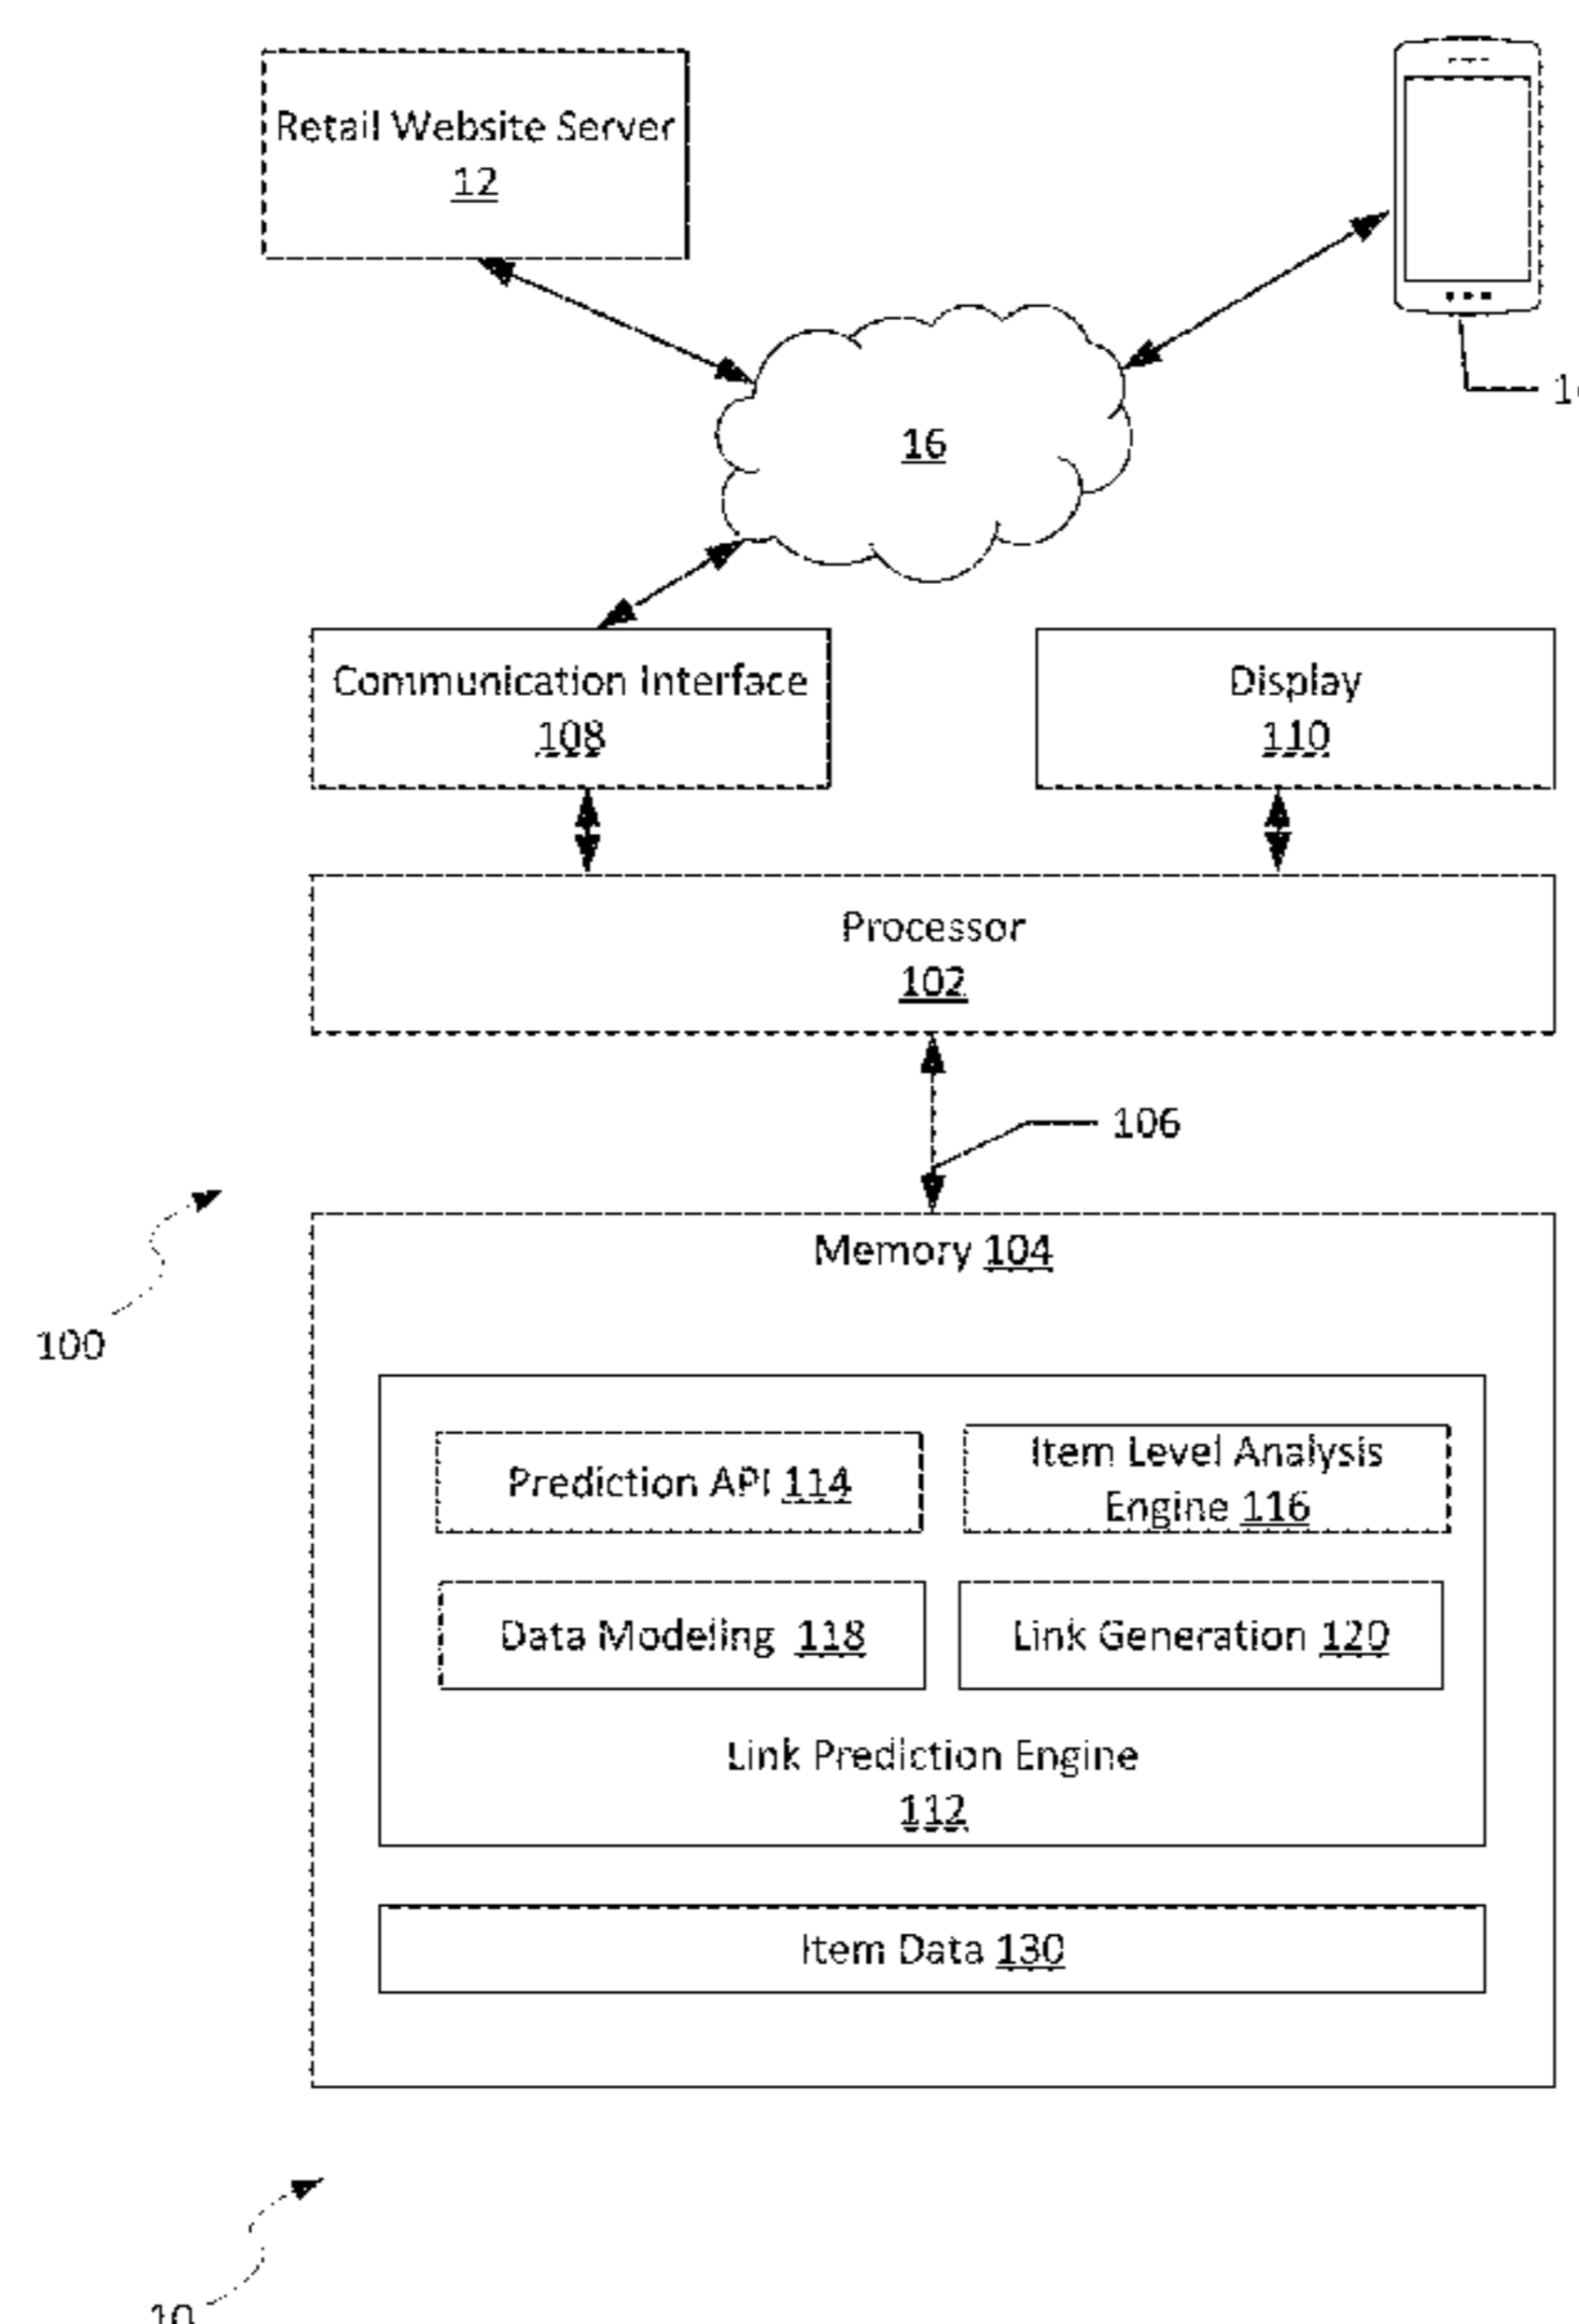 Retail Website Server
12
16
Communication Interface
108
Display
110
Processor
102
106
Memory 104
100
Prediction API 114
Item Level Analysis
Engine 116
Data Modeling 118
Link Generation 120
Link Prediction Engine
112
Item Data 130
10